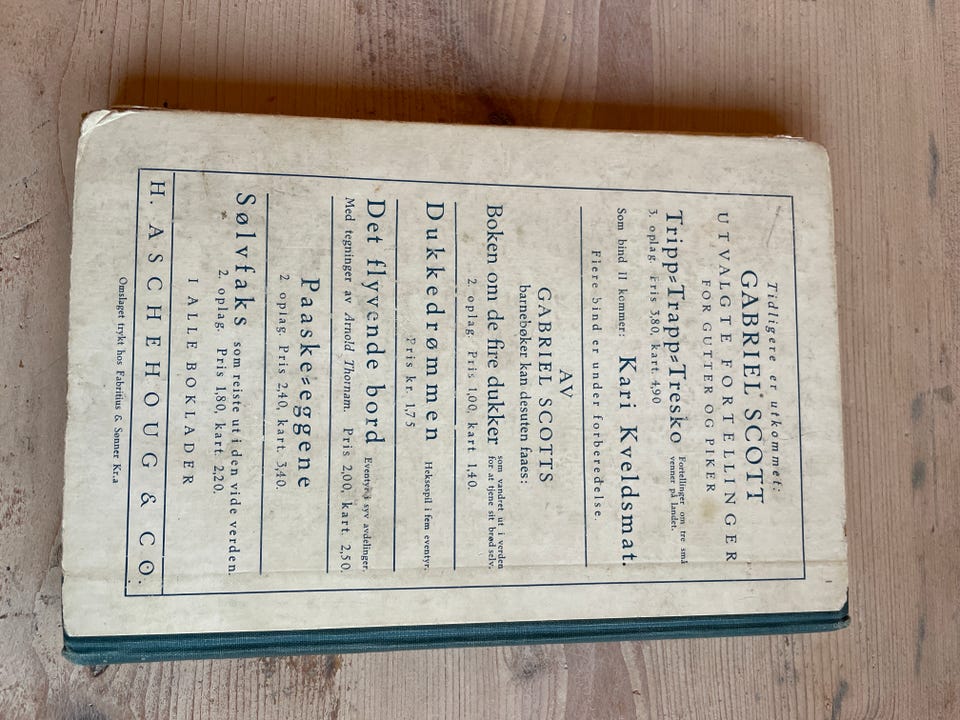 Tidligere er utkommet:
GABRIEL SCOTT
UTVALGTE FORTELLINGER
FOR GUTTER OG PIKER
Tripp=Trapp=Tresko Fortellinger om tre små
venner på landet.
3. oplag. Pris 3,80, kart. 4,90
Som bind II kommer: Kari Kveldsmat.
Flere bind er under forberedelse.
AV
GABRIEL SCOTTS
barnebøker kan desuten faaes:
Boken om de fire dukker som vandret ut i verden
for at tjene sit brød selv.
2. oplag. Pris 1,00, kart 1,40.
Dukkedrømmen Heksespil i fem eventyr.
Pris kr. 1,75
Det flyvende bord Eventyr i syv avdelinger.
Med tegninger av Arnold Thornam. Pris 2,00, kart. 2,50.
Paaske=eggene
2 oplag. Pris 2,40, kart. 3,40.
Sølvfaks som reiste ut i den vide verden.
2. oplag. Pris 1,80, kart. 2,20.
I ALLE BOKLADER
H. ASCHEHOUG & CO.
Omslaget trykt hos Fabritius & Sønner Kr.a